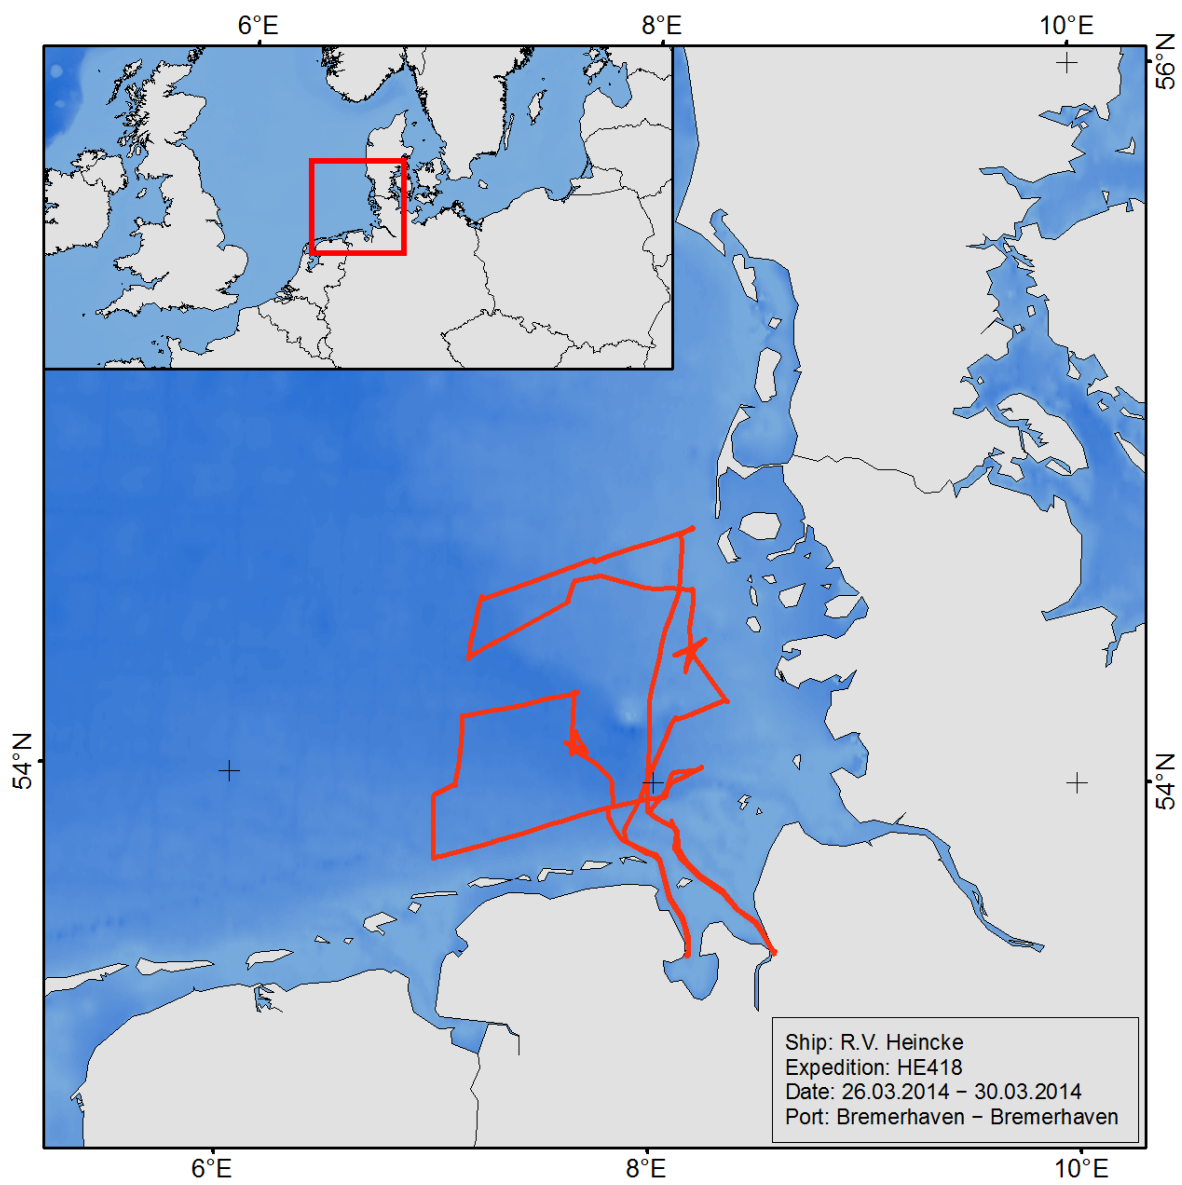 6°E 8°E 10°E
56°N
54°N 54°N
Ship: R.V. Heincke
Expedition: HE418
Date: 26.03.2014 − 30.03.2014
Port: Bremerhaven − Bremerhaven
6°E 8°E 10°E